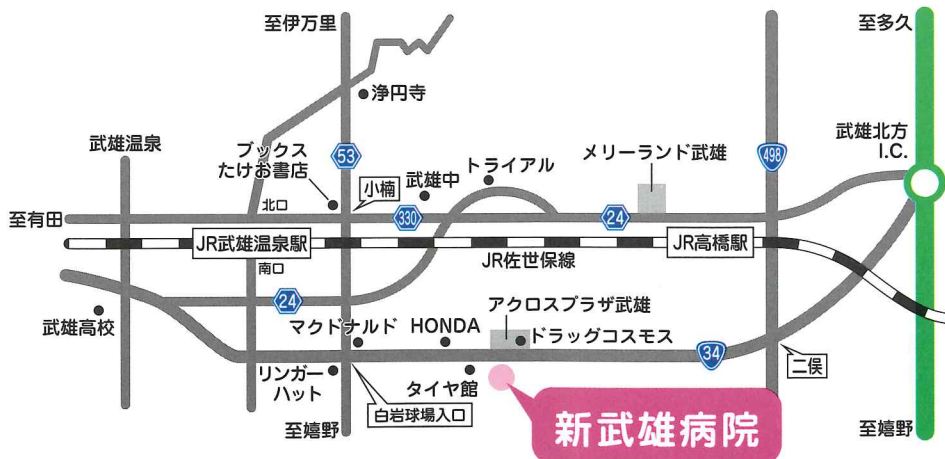 至伊万里
至多久
浄円寺
武雄温泉
ブックス
たけお書店
53
小楠
武雄中
トライアル
メリーランド武雄
498
武雄北方
I.C.
至有田
北口
330
24
JR武雄温泉駅
JR高橋駅
JR佐世保線
南口
24
武雄高校
マクドナルド
HONDA
アクロスプラザ武雄
ドラッグコスモス
34
二俣
リンガー
ハット
白岩球場入口
タイヤ館
新武雄病院
至嬉野
至嬉野